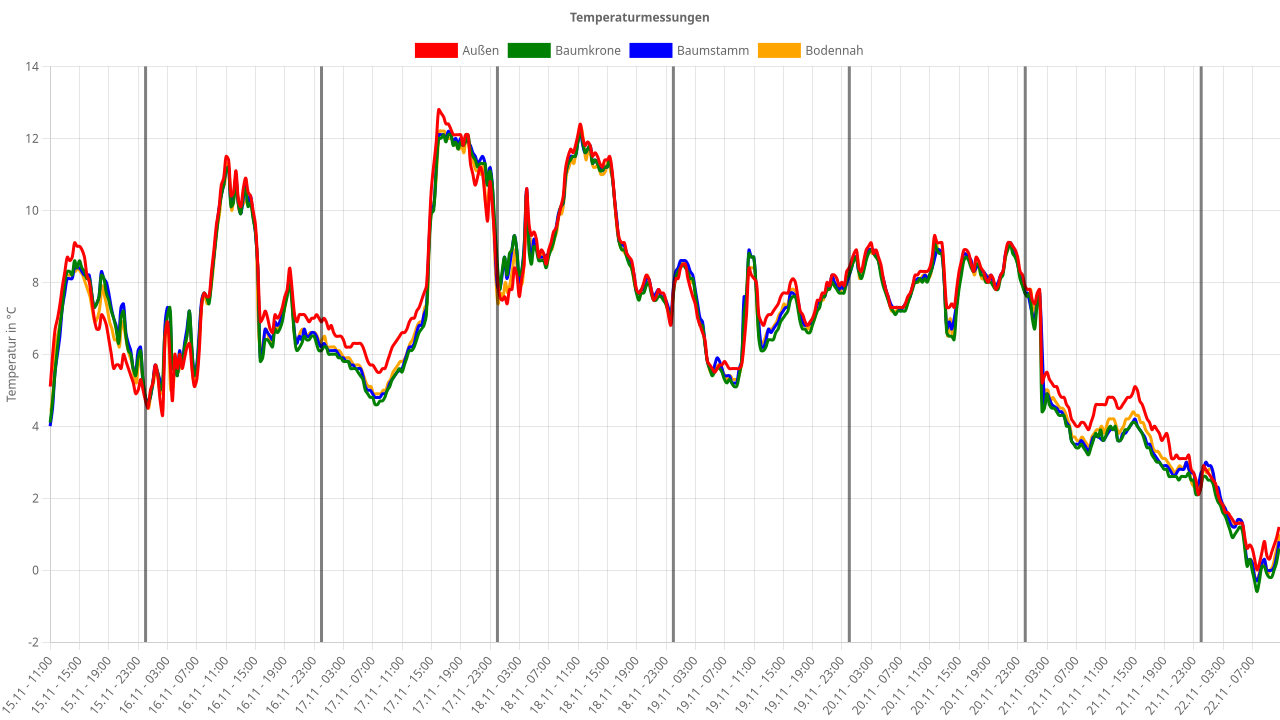 Temperaturmessungen
Außen Baumkrone Baumstamm Bodennah
Temperatur in °C
14
12
10
8
6
4
2
0
-2
15.11 - 11:00
15.11 - 15:00
15.11 - 19:00
15.11 - 23:00
16.11 - 03:00
16.11 - 07:00
16.11 - 11:00
16.11 - 15:00
16.11 - 19:00
16.11 - 23:00
17.11 - 03:00
17.11 - 07:00
17.11 - 11:00
17.11 - 15:00
17.11 - 19:00
17.11 - 23:00
18.11 - 03:00
18.11 - 07:00
18.11 - 11:00
18.11 - 15:00
18.11 - 19:00
18.11 - 23:00
19.11 - 03:00
19.11 - 07:00
19.11 - 11:00
19.11 - 15:00
19.11 - 19:00
19.11 - 23:00
20.11 - 03:00
20.11 - 07:00
20.11 - 11:00
20.11 - 15:00
20.11 - 19:00
20.11 - 23:00
21.11 - 03:00
21.11 - 07:00
21.11 - 11:00
21.11 - 15:00
21.11 - 19:00
21.11 - 23:00
22.11 - 03:00
22.11 - 07:00